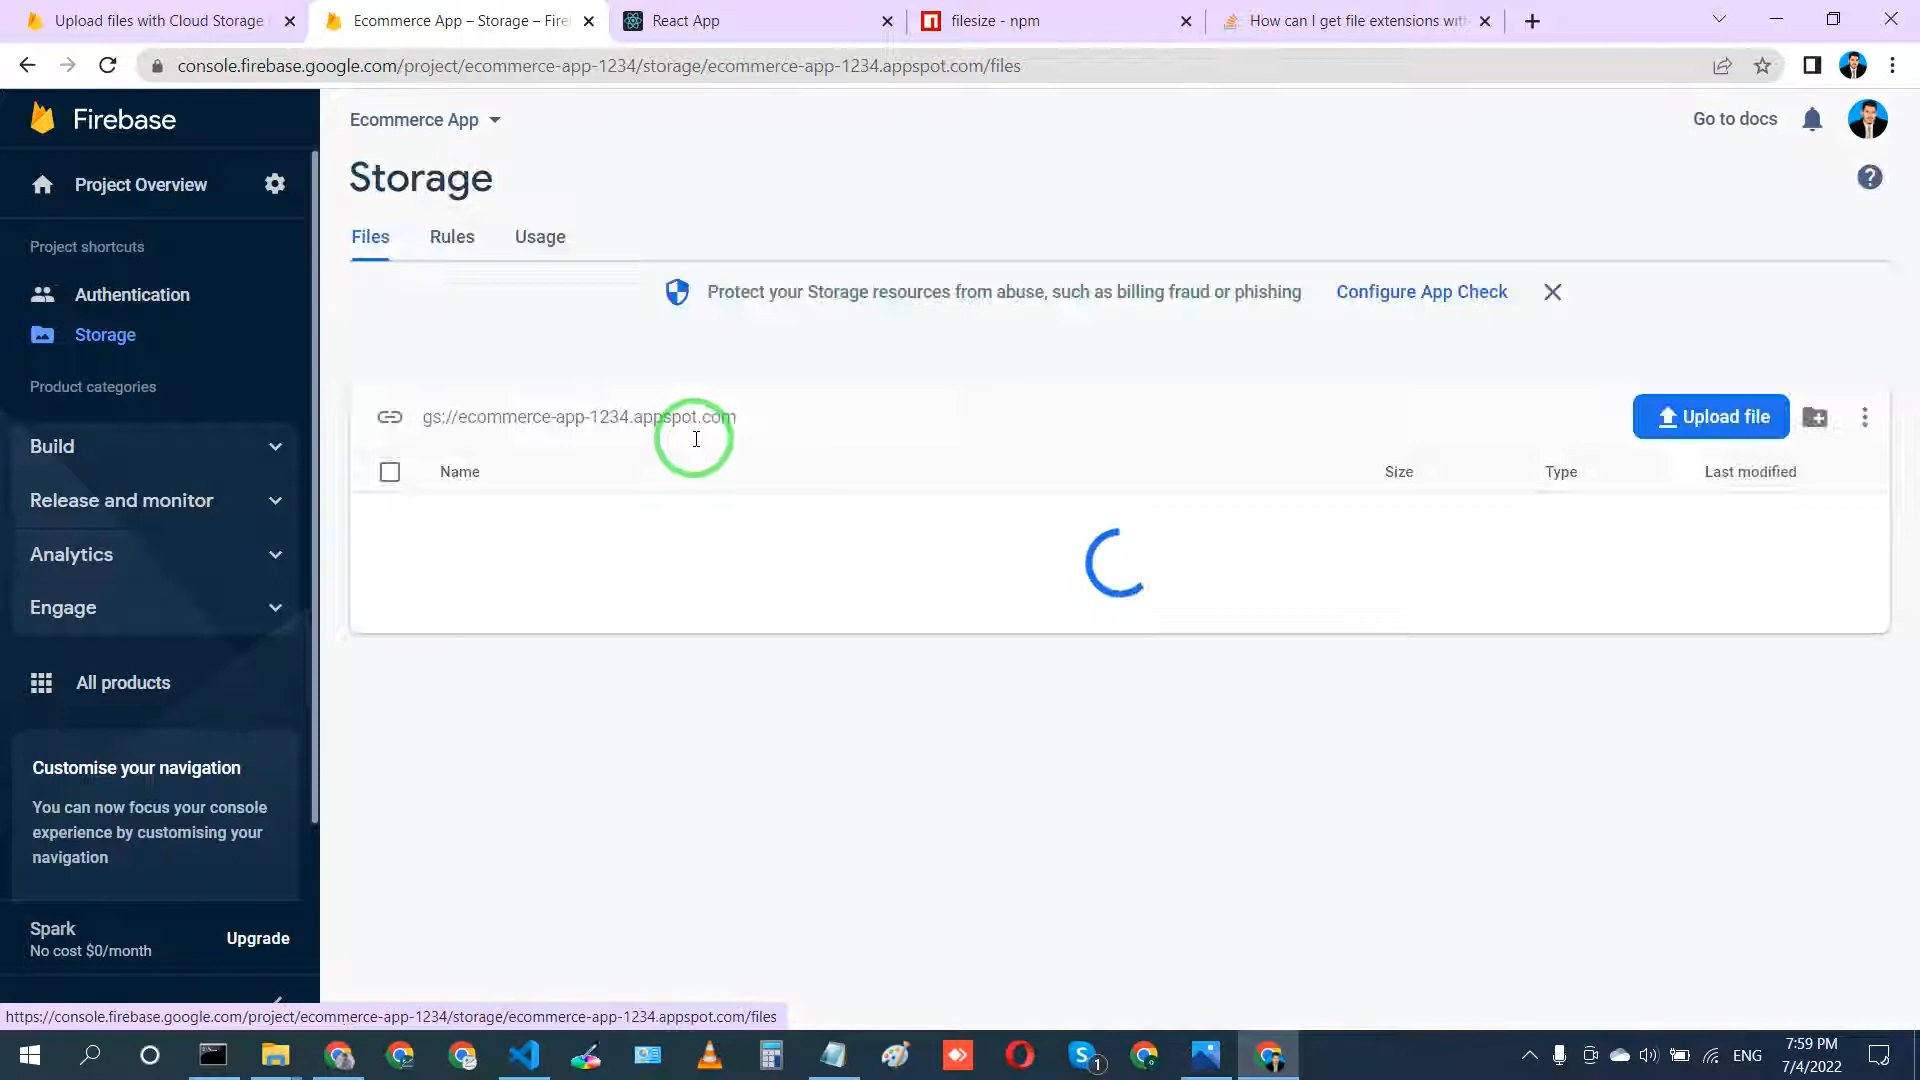 Upload files with Cloud Storage
Ecommerce App – Storage – Fire
React App
filesize - npm
How can I get file extensions with
console.firebase.google.com/project/ecommerce-app-1234/storage/ecommerce-app-1234.appspot.com/files
Firebase
Ecommerce App
Go to docs
Project Overview
Storage
Files
Rules
Usage
Project shortcuts
Authentication
Storage
Protect your Storage resources from abuse, such as billing fraud or phishing
Configure App Check
Product categories
gs://ecommerce-app-1234.appspot.com
Upload file
Build
Name
Size
Type
Last modified
Release and monitor
Analytics
Engage
All products
Customise your navigation
You can now focus your console
experience by customising your
navigation
Spark
No cost $0/month
Upgrade
https://console.firebase.google.com/project/ecommerce-app-1234/storage/ecommerce-app-1234.appspot.com/files
1
ENG
7:59 PM
7/4/2022